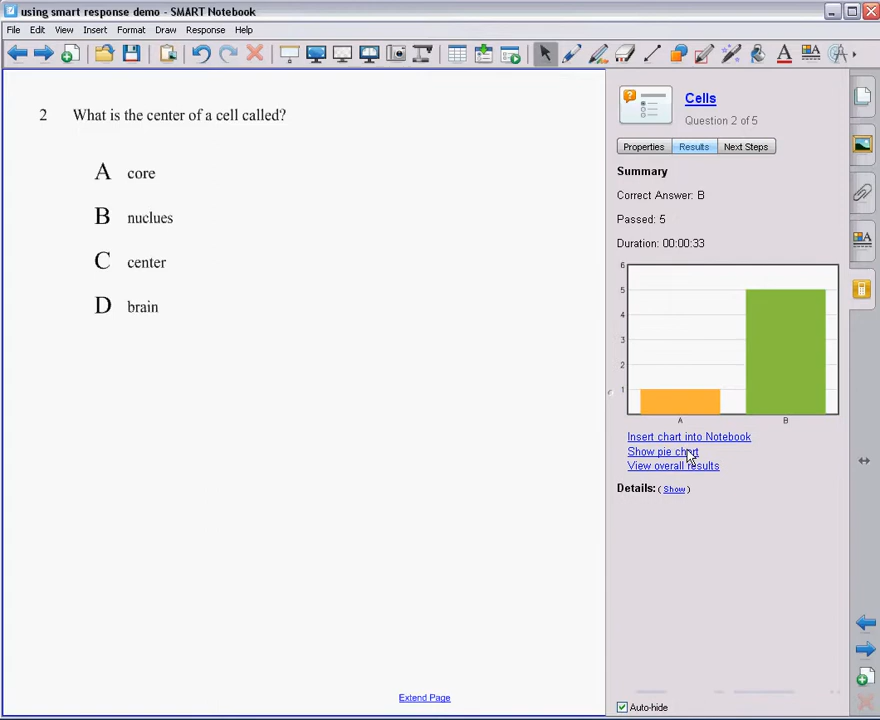 using smart response demo - SMART Notebook
File Edit View Insert Format Draw Response Help
2 What is the center of a cell called?
A core
B nuclues
C center
D brain
Extend Page
Cells
Question 2 of 5
Properties Results Next Steps
Summary
Correct Answer: B
Passed: 5
Duration: 00:00:33
6
5
4
3
2
1
A B
Insert chart into Notebook
Show pie chart
View overall results
Details: ( Show )
Auto-hide